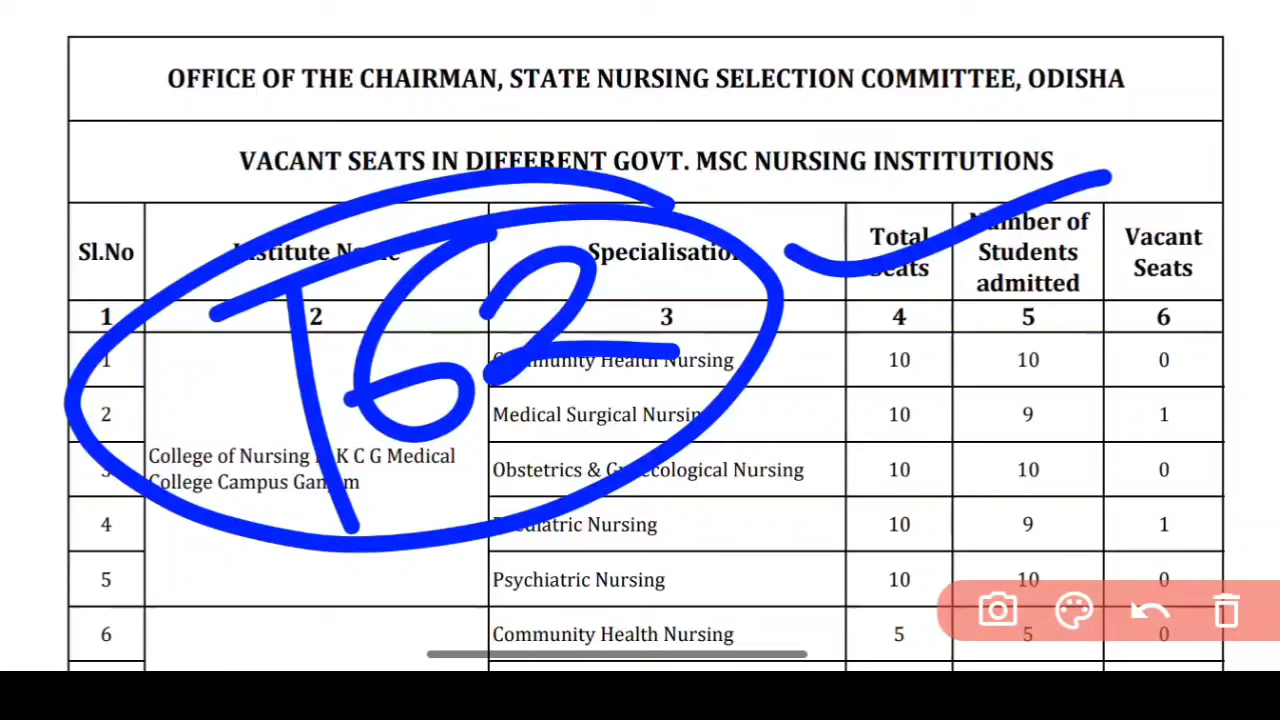 OFFICE OF THE CHAIRMAN, STATE NURSING SELECTION COMMITTEE, ODISHA
VACANT SEATS IN DIFFERENT GOVT. MSC NURSING INSTITUTIONS
Sl.No Institute Name Specialisation Total Seats Number of Students admitted Vacant Seats
1 2 3 4 5 6
1 Community Health Nursing 10 10 0
2 Medical Surgical Nursing 10 9 1
3 College of Nursing M K C G Medical College Campus Ganjam Obstetrics & Gynecological Nursing 10 10 0
4 Paediatric Nursing 10 9 1
5 Psychiatric Nursing 10 10 0
6 Community Health Nursing 5 5 0
T62